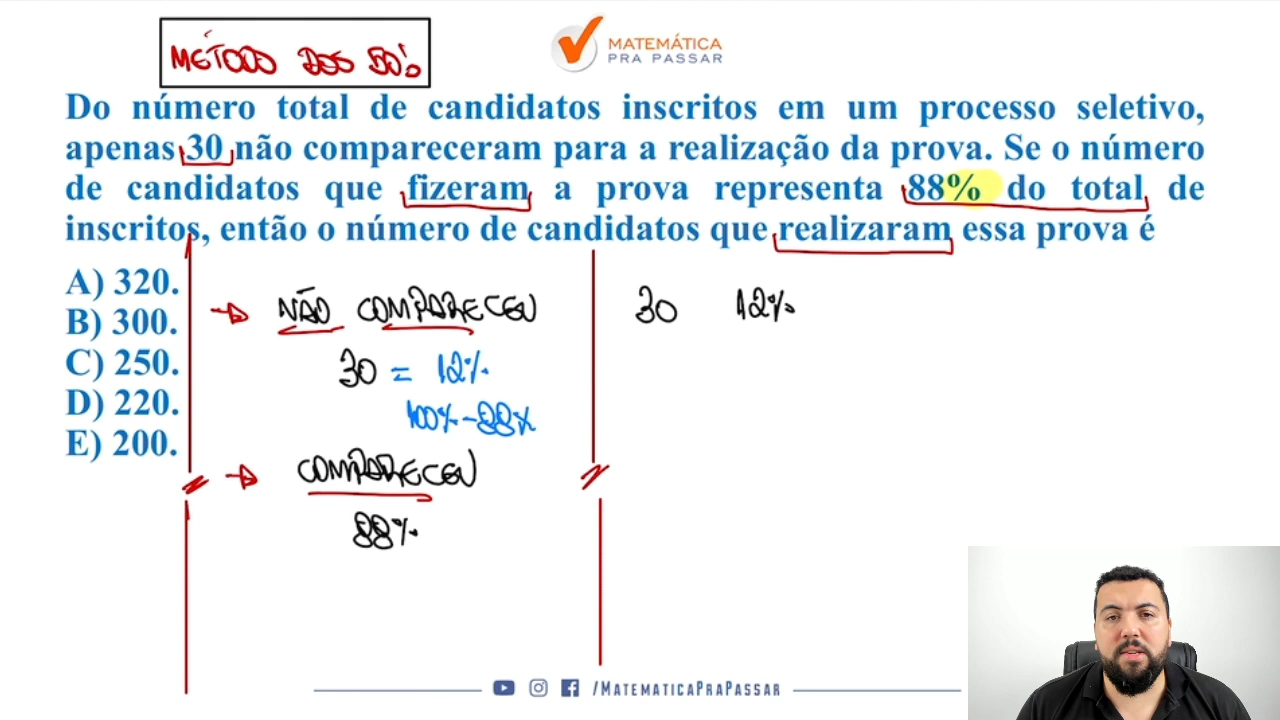 MÉTODO DOS DO'S
MATEMÁTICA
PRA PASSAR
Do número total de candidatos inscritos em um processo seletivo,
apenas 30 não compareceram para a realização da prova. Se o número
de candidatos que fizeram a prova representa 88% do total de
inscritos, então o número de candidatos que realizaram essa prova é
A) 320.
B) 300.
C) 250.
D) 220.
E) 200.
→ NÃO COMPARECEU
30 = 12%
100% - 88%
→ COMPARECEU
88%
30 12%
/MATEMATICAPRAPASSAR